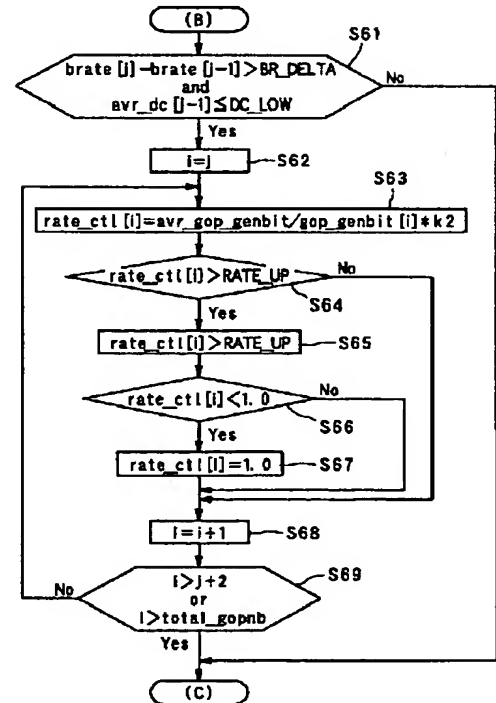 (B)
S61
brate [j]-brate [j-1]>BR_DELTA
and
avr_dc [j-1]≦DC_LOW
No
Yes
i=j
S62
S63
rate_ctl[i]=avr_gop_genbit/gop_genbit[i]*k2
rate_ctl[i]>RATE_UP
No
S64
Yes
rate_ctl[i]>RATE_UP
S65
rate_ctl[i]<1.0
No
S66
Yes
rate_ctl[i]=1.0
S67
i=i+1
S68
No
i>j+2
or
i>total_gopnb
S69
Yes
(C)